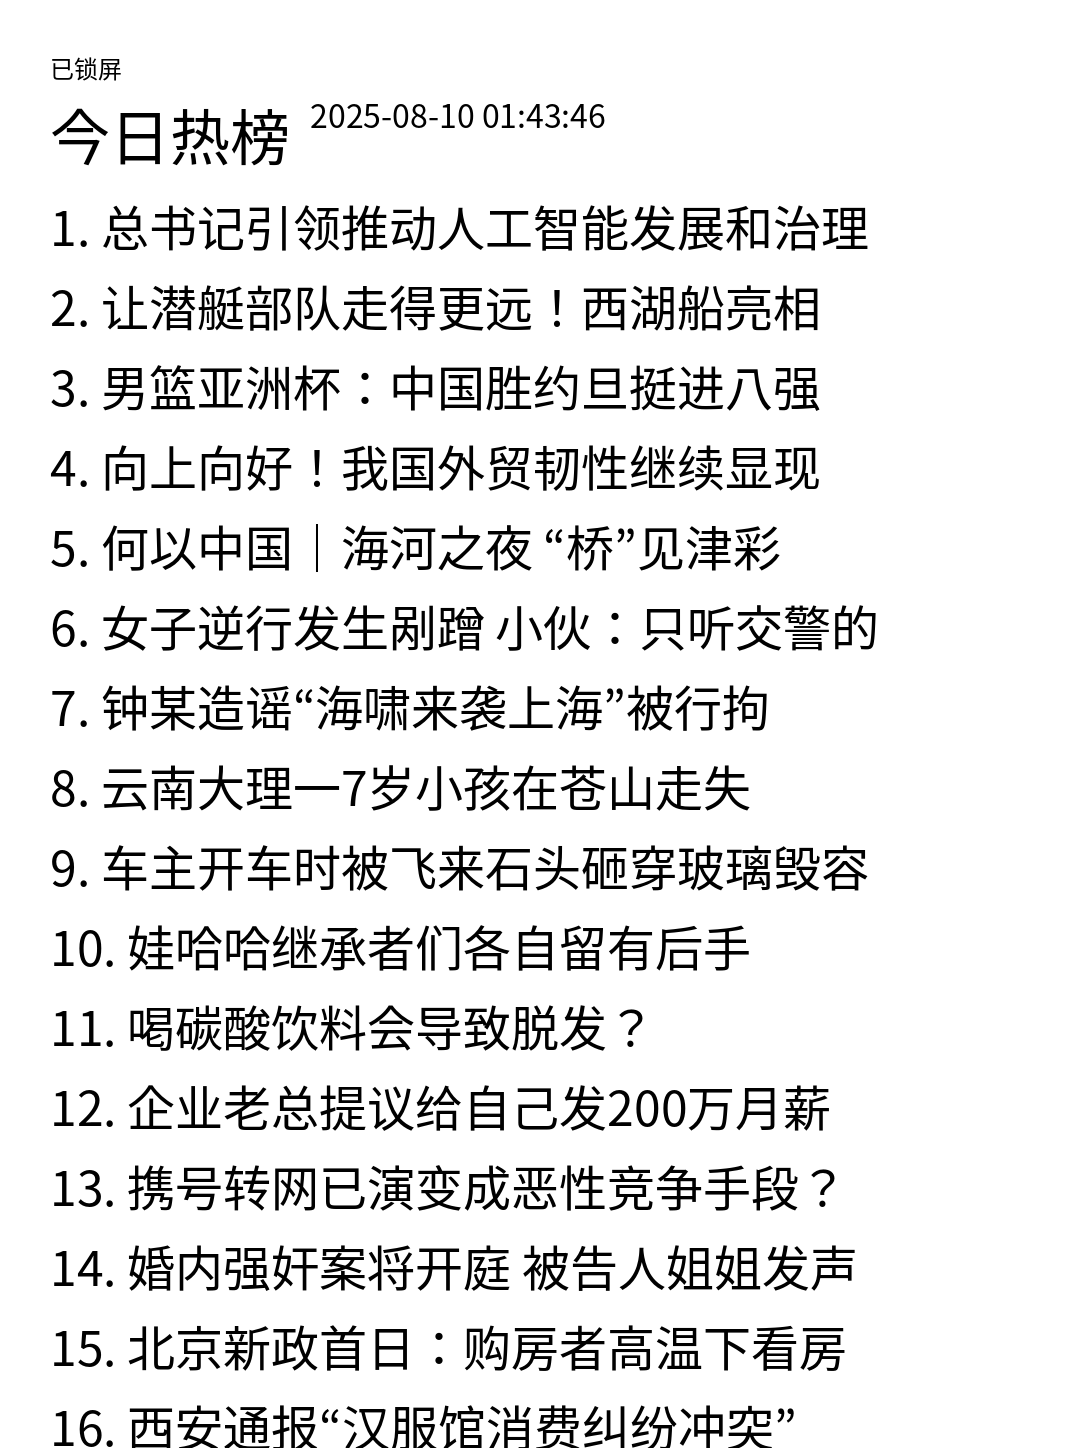 已锁屏
今日热榜 2025-08-10 01:43:46
1. 总书记引领推动人工智能发展和治理
2. 让潜艇部队走得更远！西湖船亮相
3. 男篮亚洲杯：中国胜约旦挺进八强
4. 向上向好！我国外贸韧性继续显现
5. 何以中国｜海河之夜 “桥”见津彩
6. 女子逆行发生剐蹭 小伙：只听交警的
7. 钟某造谣“海啸来袭上海”被行拘
8. 云南大理一7岁小孩在苍山走失
9. 车主开车时被飞来石头砸穿玻璃毁容
10. 娃哈哈继承者们各自留有后手
11. 喝碳酸饮料会导致脱发？
12. 企业老总提议给自己发200万月薪
13. 携号转网已演变成恶性竞争手段？
14. 婚内强奸案将开庭 被告人姐姐发声
15. 北京新政首日：购房者高温下看房
16. 西安通报“汉服馆消费纠纷冲突”